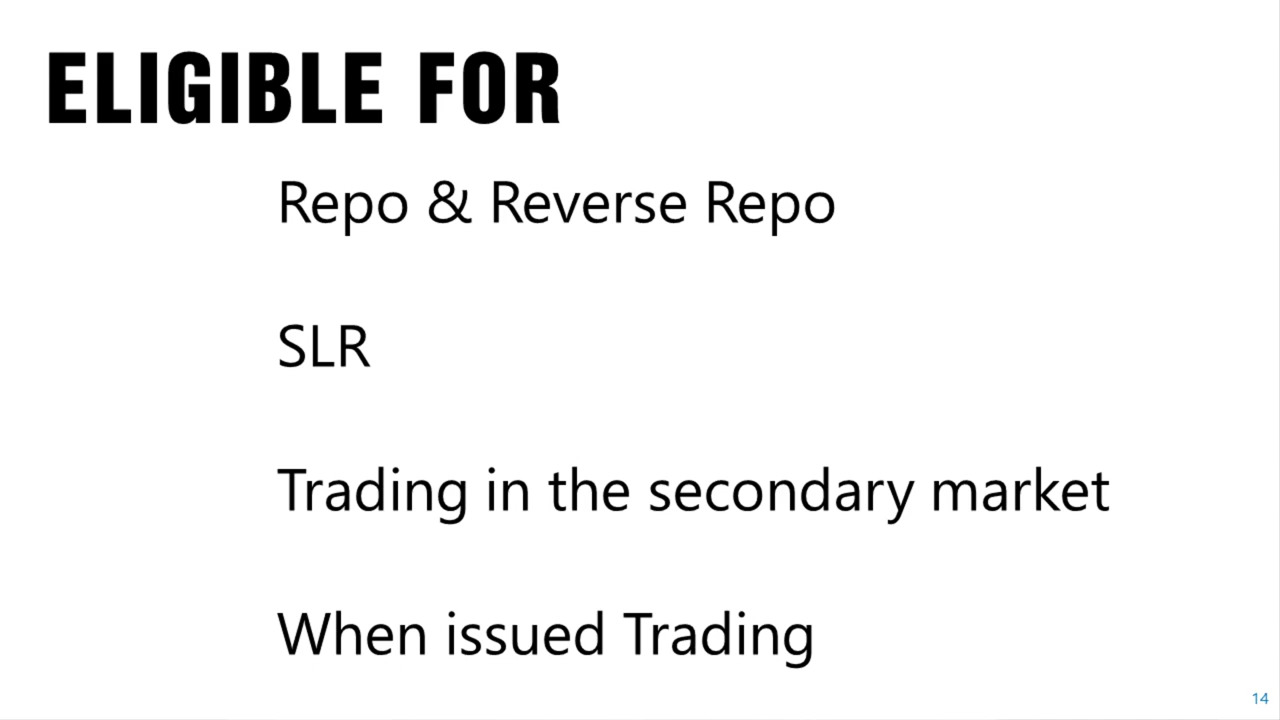 ELIGIBLE FOR
Repo & Reverse Repo
SLR
Trading in the secondary market
When issued Trading
14